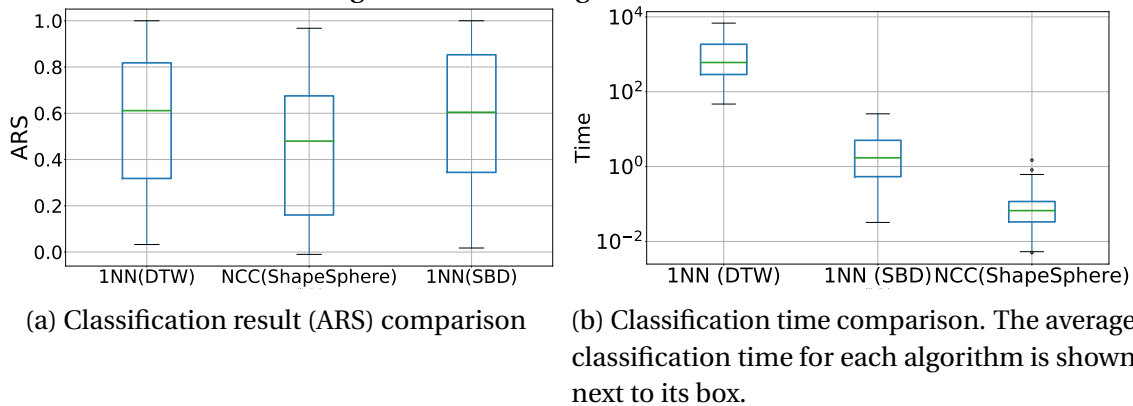 1.0
0.8
0.6
0.4
0.2
0.0
ARS
1NN(DTW) NCC(ShapeSphere) 1NN(SBD)
10^4
10^2
10^0
10^-2
Time
1NN (DTW) 1NN (SBD) NCC(ShapeSphere)
(a) Classification result (ARS) comparison
(b) Classification time comparison. The average
classification time for each algorithm is shown
next to its box.